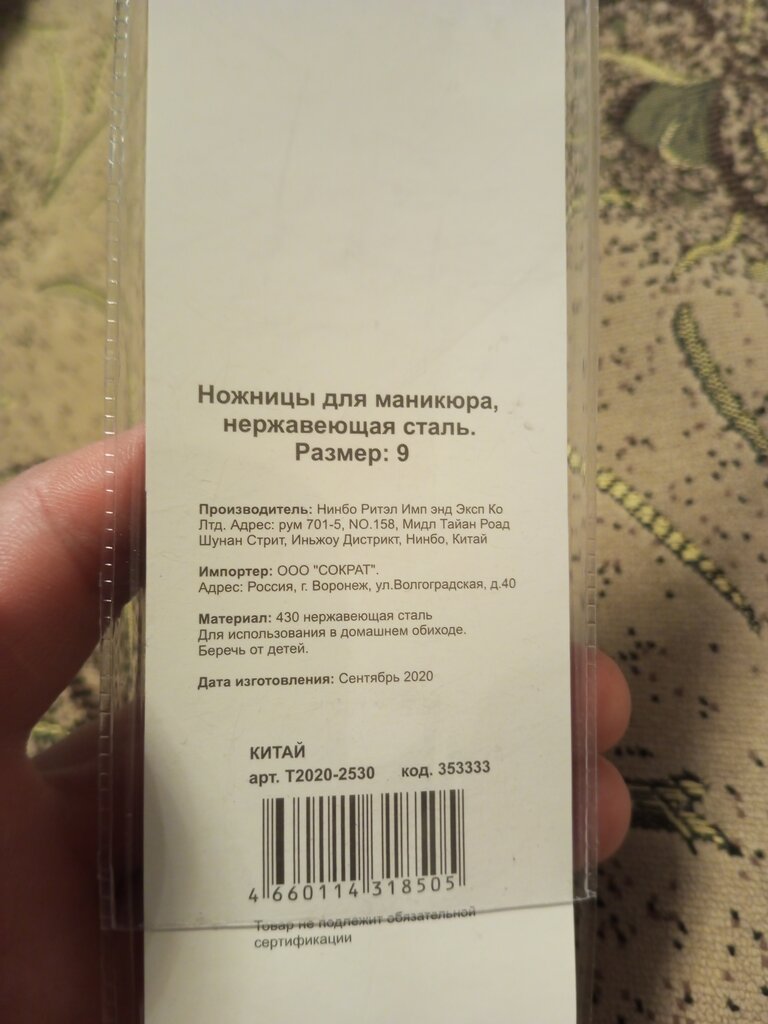 Ножницы для маникюра,
нержавеющая сталь.
Размер: 9
Производитель: Нинбо Ритэл Имп энд Эксп Ко
Лтд. Адрес: рум 701-5, NO.158, Мидл Тайан Роад
Шунан Стрит, Иньжоу Дистрикт, Нинбо, Китай
Импортер: ООО "СОКРАТ".
Адрес: Россия, г. Воронеж, ул.Волгоградская, д.40
Материал: 430 нержавеющая сталь
Для использования в домашнем обиходе.
Беречь от детей.
Дата изготовления: Сентябрь 2020
КИТАЙ
арт. T2020-2530 код. 353333
4 660114 318505
Товар не подлежит обязательной
сертификации